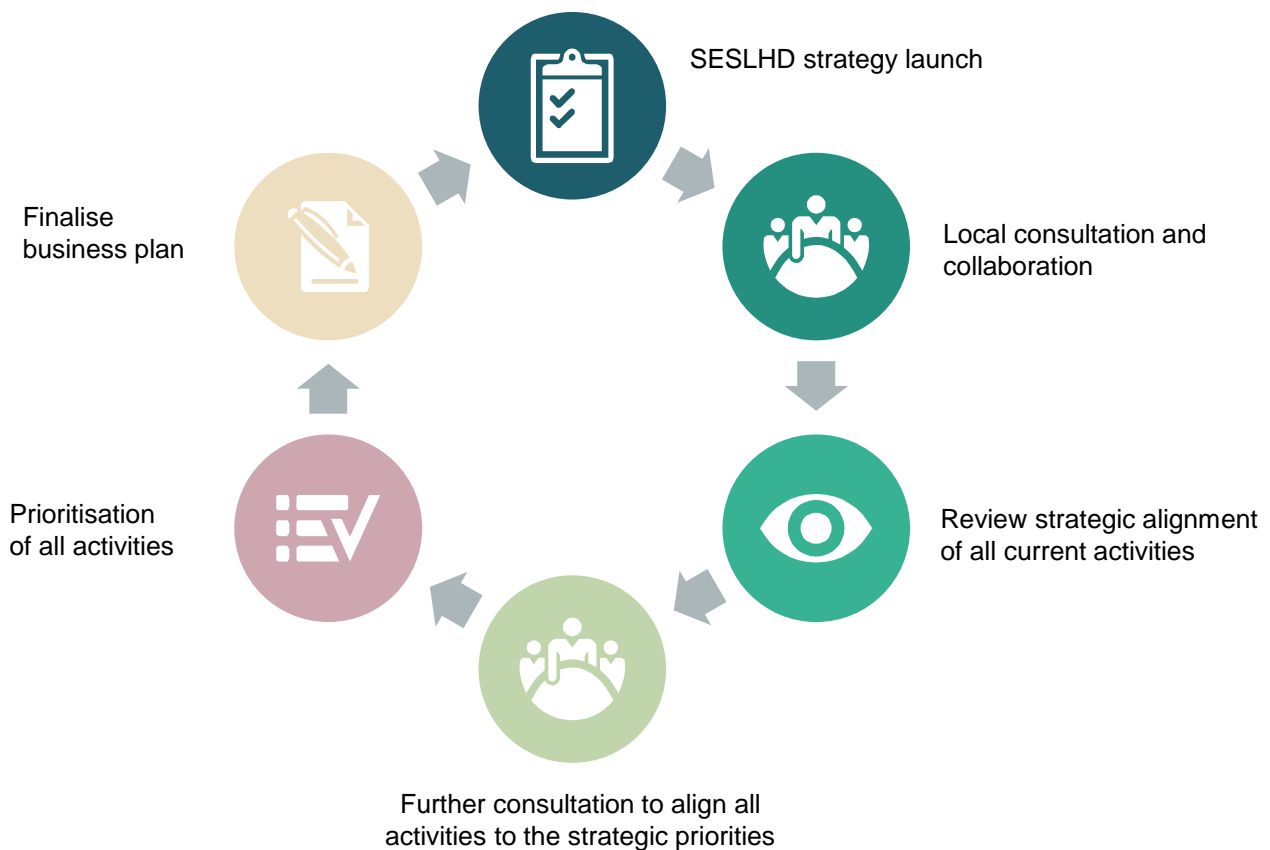 SESLHD strategy launch
Local consultation and
collaboration
Review strategic alignment
of all current activities
Further consultation to align all
activities to the strategic priorities
Prioritisation
of all activities
Finalise
business plan